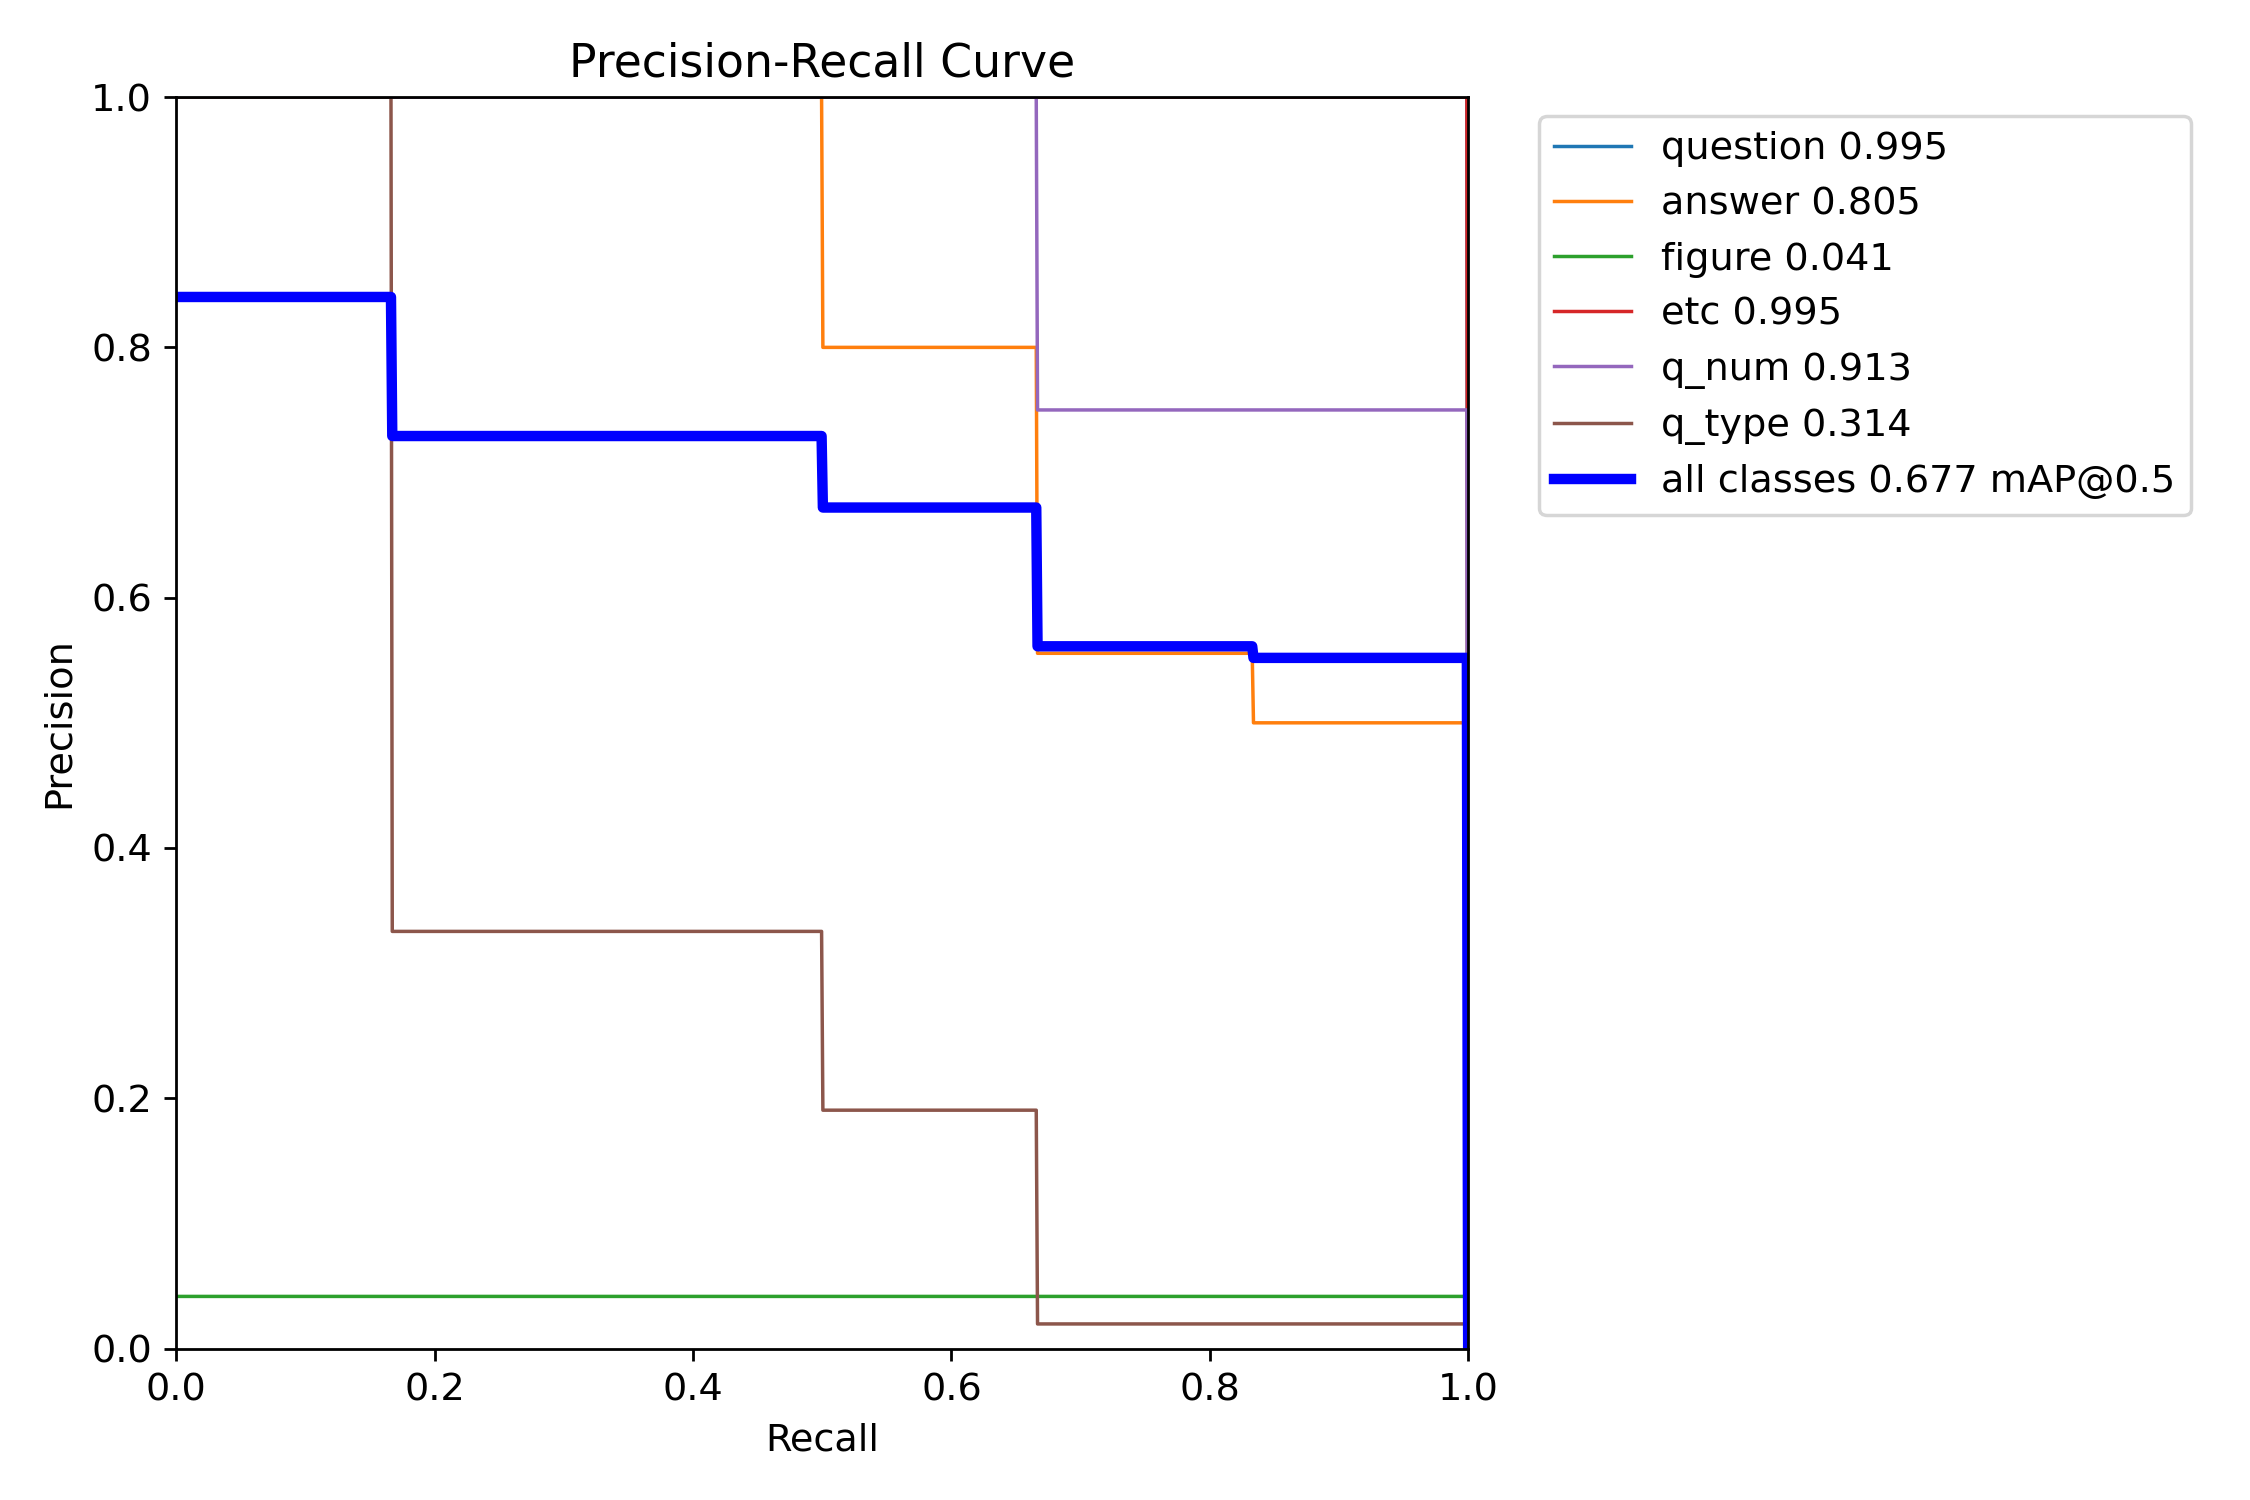 Precision-Recall Curve
1.0
0.8
0.6
0.4
0.2
0.0
Precision
0.0 0.2 0.4 0.6 0.8 1.0
Recall
question 0.995
answer 0.805
figure 0.041
etc 0.995
q_num 0.913
q_type 0.314
all classes 0.677 mAP@0.5